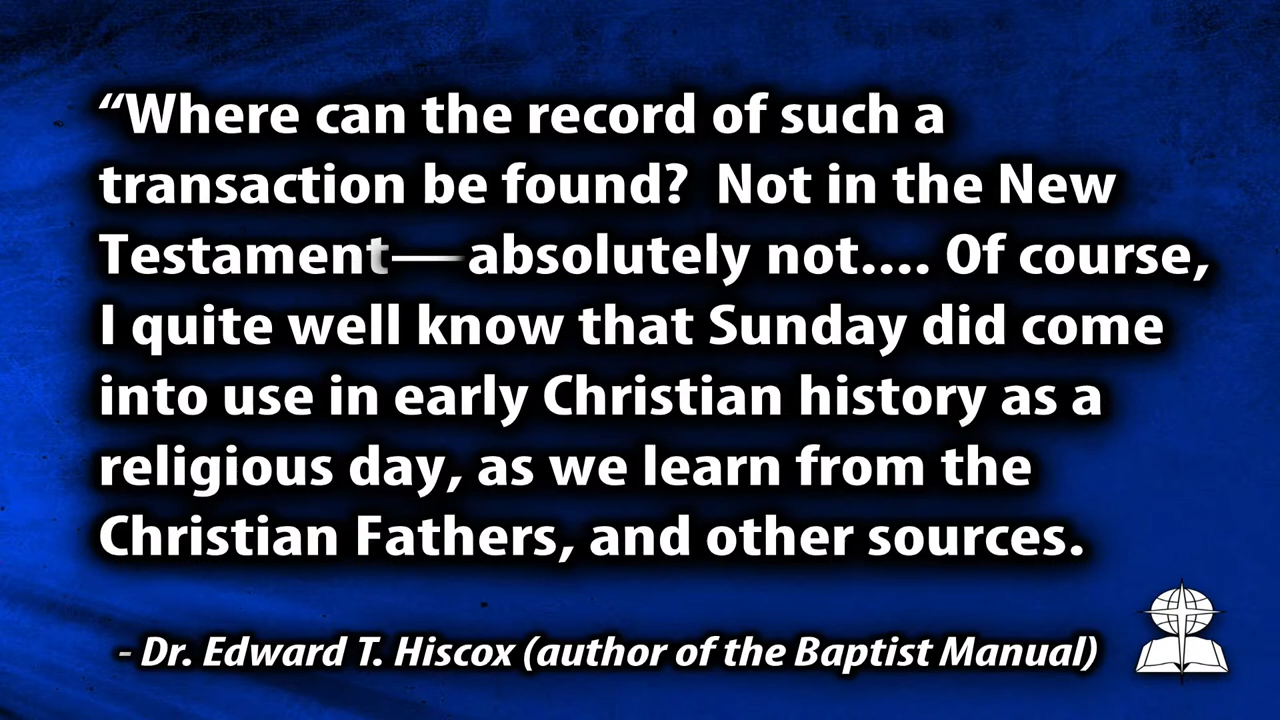 “Where can the record of such a
transaction be found?  Not in the New
Testament—absolutely not.... Of course,
I quite well know that Sunday did come
into use in early Christian history as a
religious day, as we learn from the
Christian Fathers, and other sources.
- Dr. Edward T. Hiscox (author of the Baptist Manual)